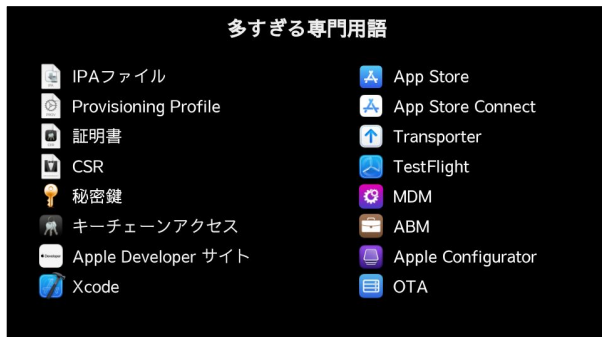 多すぎる専門用語
IPAファイル
Provisioning Profile
証明書
CSR
秘密鍵
キーチェーンアクセス
Apple Developer サイト
Xcode
App Store
App Store Connect
Transporter
TestFlight
MDM
ABM
Apple Configurator
OTA